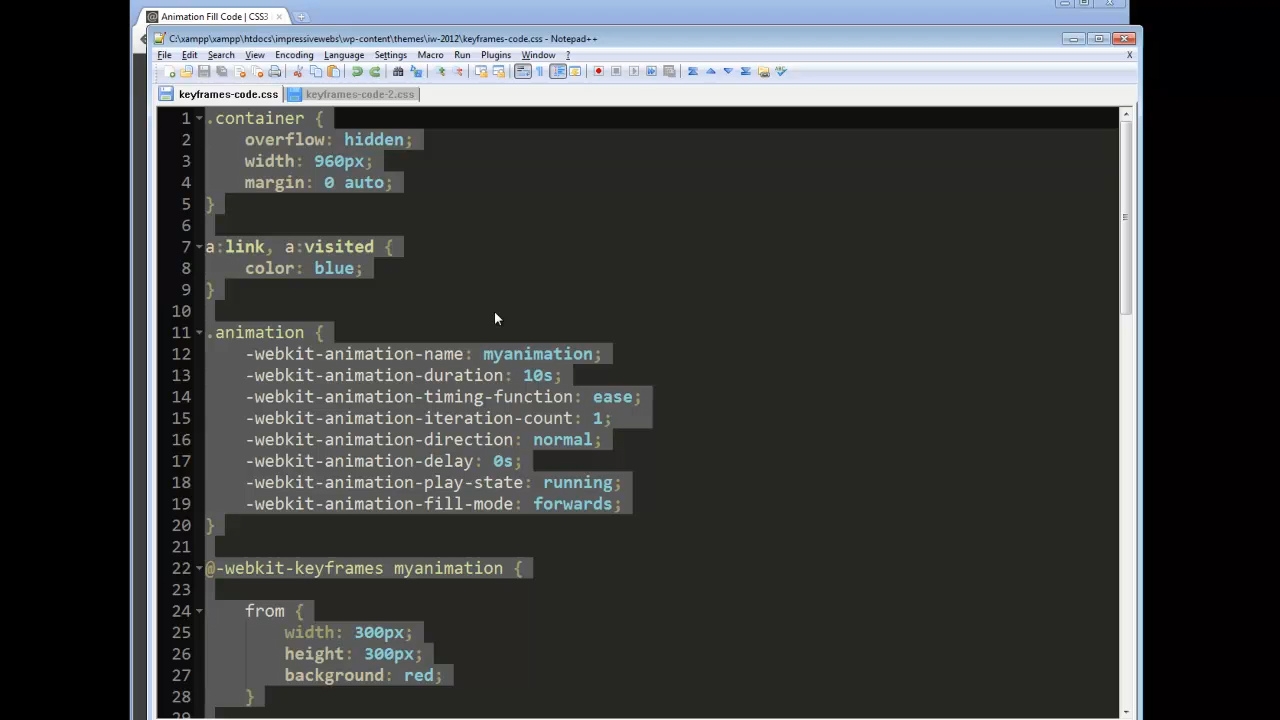 Animation Fill Code | CSS3
C:\xampp\xampp\htdocs\impressivewebs\wp-content\themes\iw-2012\keyframes-code.css - Notepad++
File Edit Search View Encoding Language Settings Macro Run Plugins Window ? X
keyframes-code.css keyframes-code-2.css
1 .container {
2 overflow: hidden;
3 width: 960px;
4 margin: 0 auto;
5 }
6
7 a:link, a:visited {
8 color: blue;
9 }
10
11 .animation {
12 -webkit-animation-name: myanimation;
13 -webkit-animation-duration: 10s;
14 -webkit-animation-timing-function: ease;
15 -webkit-animation-iteration-count: 1;
16 -webkit-animation-direction: normal;
17 -webkit-animation-delay: 0s;
18 -webkit-animation-play-state: running;
19 -webkit-animation-fill-mode: forwards;
20 }
21
22 @-webkit-keyframes myanimation {
23
24 from {
25 width: 300px;
26 height: 300px;
27 background: red;
28 }
29